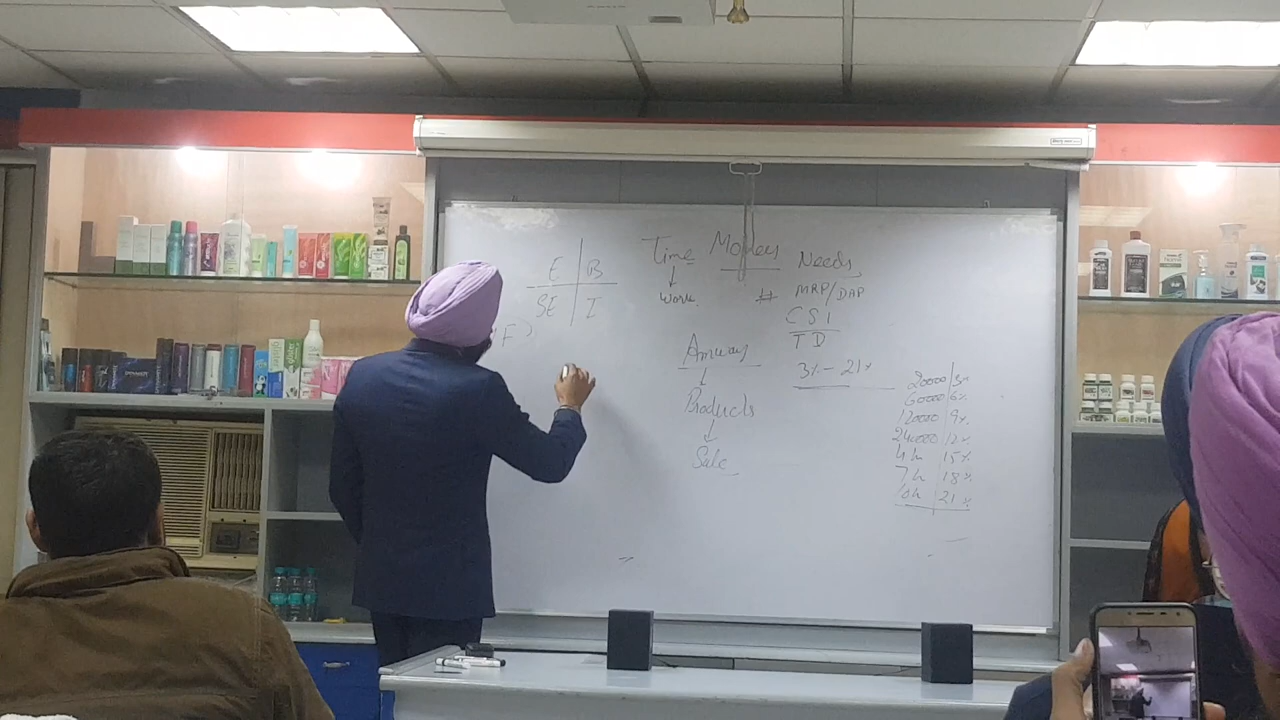 E B
SE I
F
Time Money Needs
Work # MRP/DAP
CSI
TD
Amway 3% - 21%
Products
Sale
20000 3%
60000 6%
120000 9%
240000 12%
4L 15%
7L 18%
10L 21%